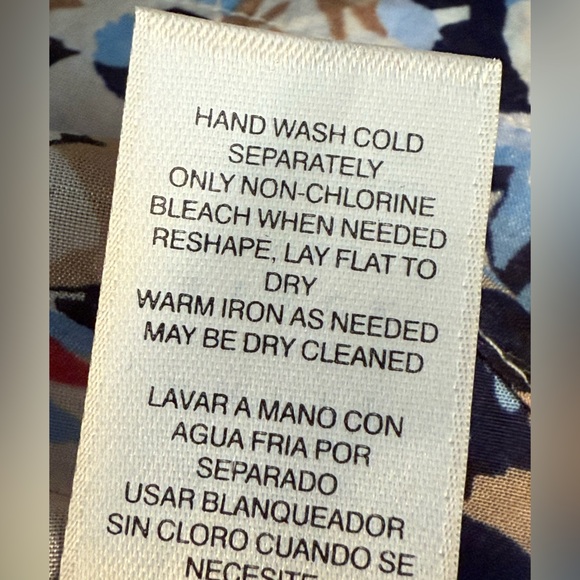 HAND WASH COLD
SEPARATELY
ONLY NON-CHLORINE
BLEACH WHEN NEEDED
RESHAPE, LAY FLAT TO
DRY
WARM IRON AS NEEDED
MAY BE DRY CLEANED
LAVAR A MANO CON
AGUA FRIA POR
SEPARADO
USAR BLANQUEADOR
SIN CLORO CUANDO SE
NECESITE